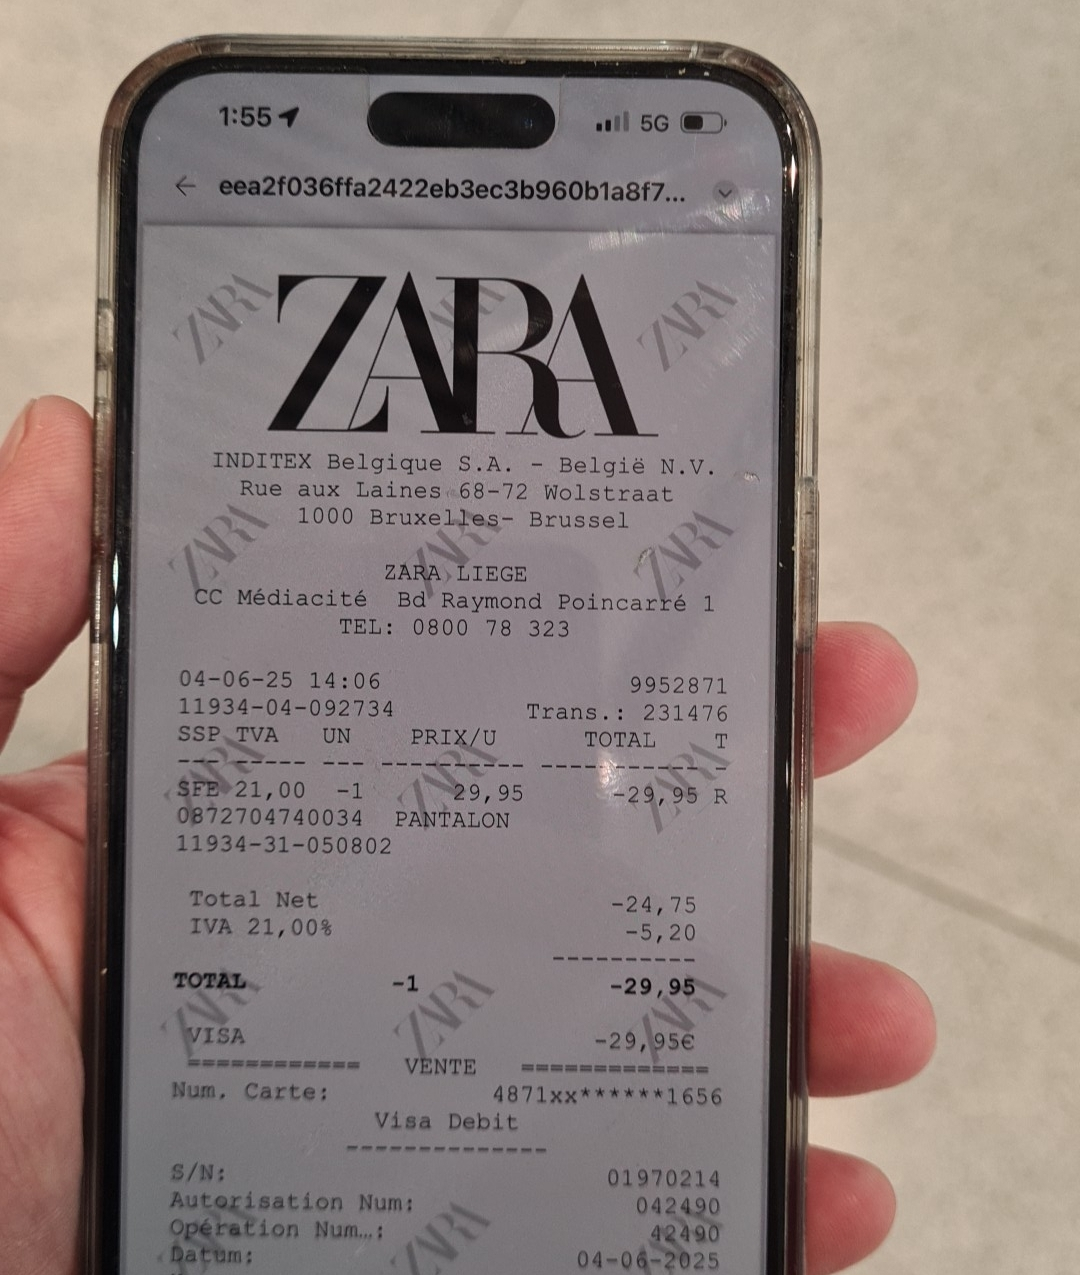 1:55 5G
eea2f036ffa2422eb3ec3b960b1a8f7...
ZARA
INDITEX Belgique S.A. - België N.V.
Rue aux Laines 68-72 Wolstraat
1000 Bruxelles- Brussel
ZARA LIEGE
CC Médiacité Bd Raymond Poincarré 1
TEL: 0800 78 323
04-06-25 14:06 9952871
11934-04-092734 Trans.: 231476
SSP TVA UN PRIX/U TOTAL T
SFE 21,00 -1 29,95 -29,95 R
0872704740034 PANTALON
11934-31-050802
Total Net -24,75
IVA 21,00% -5,20
TOTAL -1 -29,95
VISA -29,95€
============ VENTE =============
Num. Carte: 4871xx******1656
Visa Debit
--------------
S/N: 01970214
Autorisation Num: 042490
Opération Num…: 42490
Datum: 04-06-2025